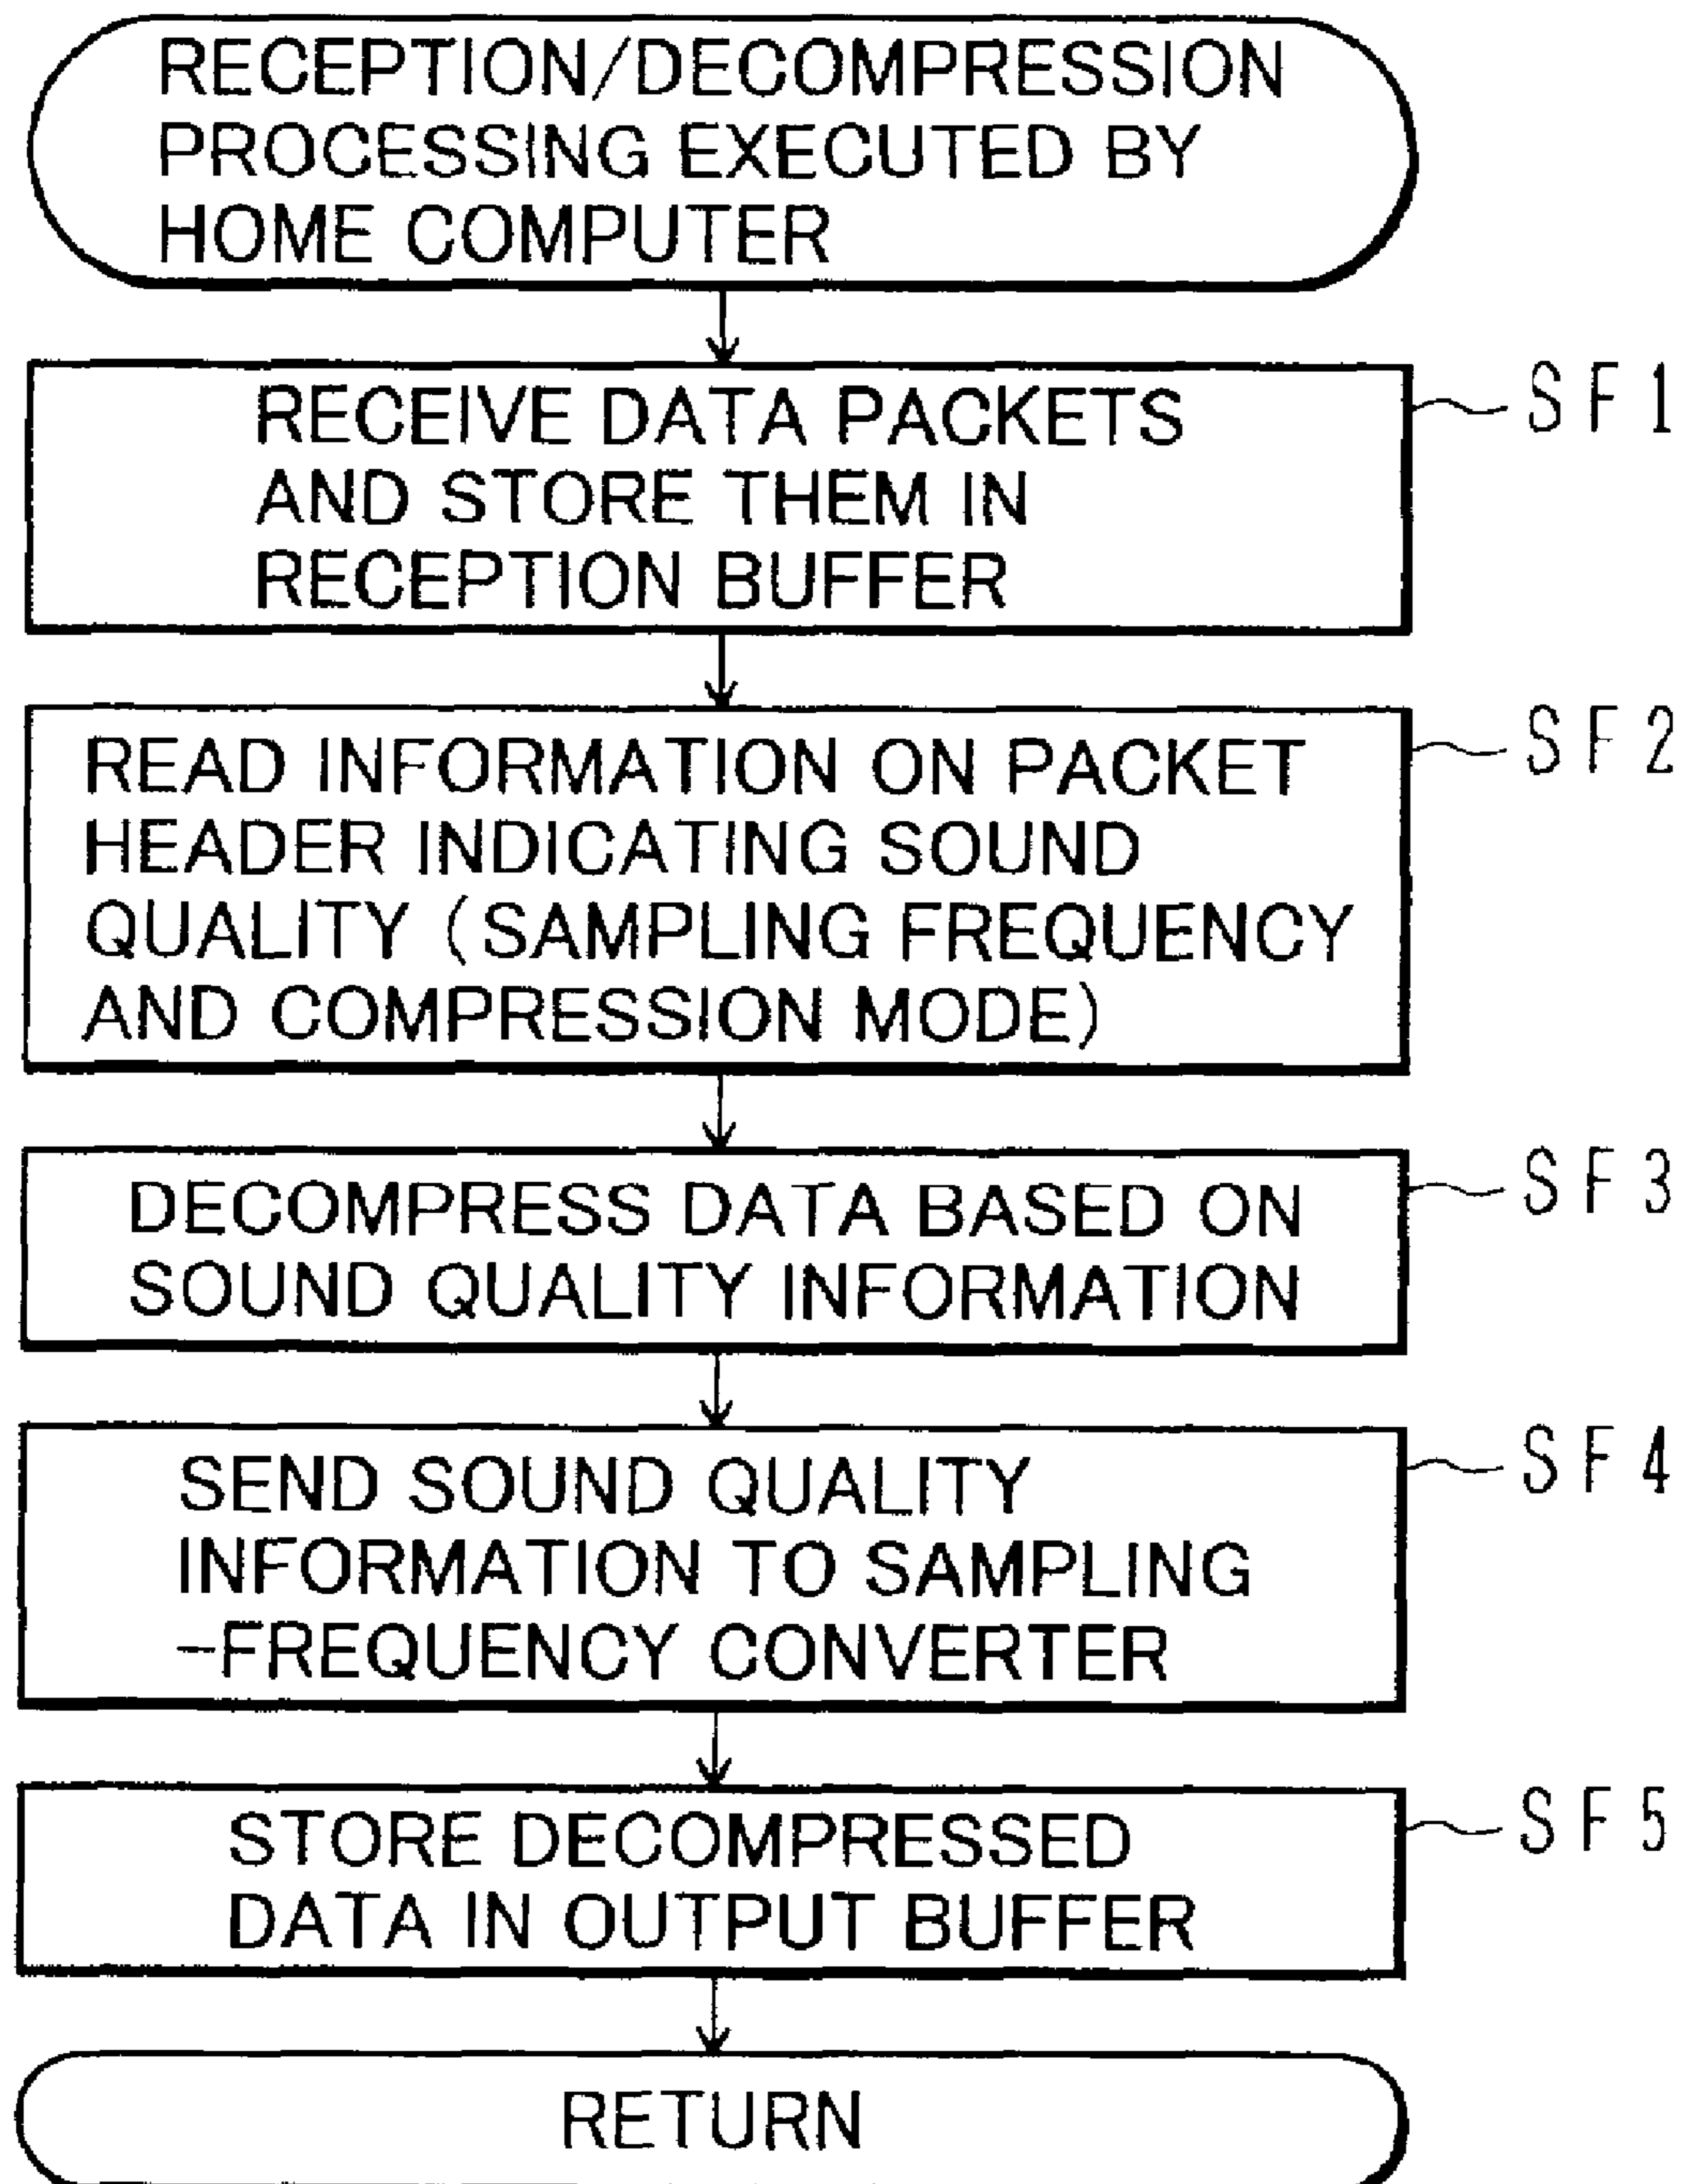 RECEPTION/DECOMPRESSION
PROCESSING EXECUTED BY
HOME COMPUTER
RECEIVE DATA PACKETS
AND STORE THEM IN
RECEPTION BUFFER
SF1
READ INFORMATION ON PACKET
HEADER INDICATING SOUND
QUALITY (SAMPLING FREQUENCY
AND COMPRESSION MODE)
SF2
DECOMPRESS DATA BASED ON
SOUND QUALITY INFORMATION
SF3
SEND SOUND QUALITY
INFORMATION TO SAMPLING
-FREQUENCY CONVERTER
SF4
STORE DECOMPRESSED
DATA IN OUTPUT BUFFER
SF5
RETURN